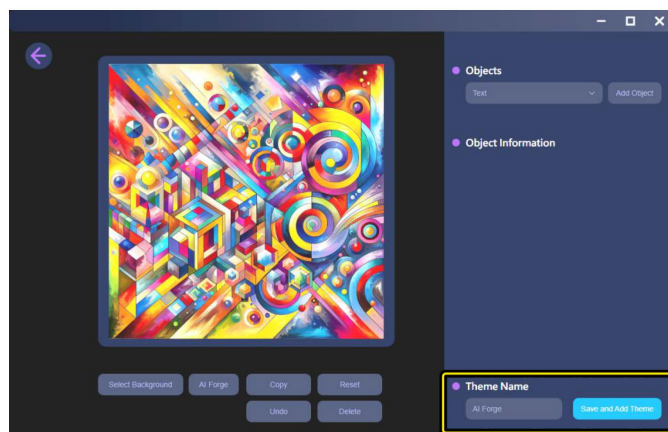 Objects
Text
Add Object
Object Information
Select Background
AI Forge
Copy
Reset
Undo
Delete
Theme Name
AI Forge
Save and Add Theme